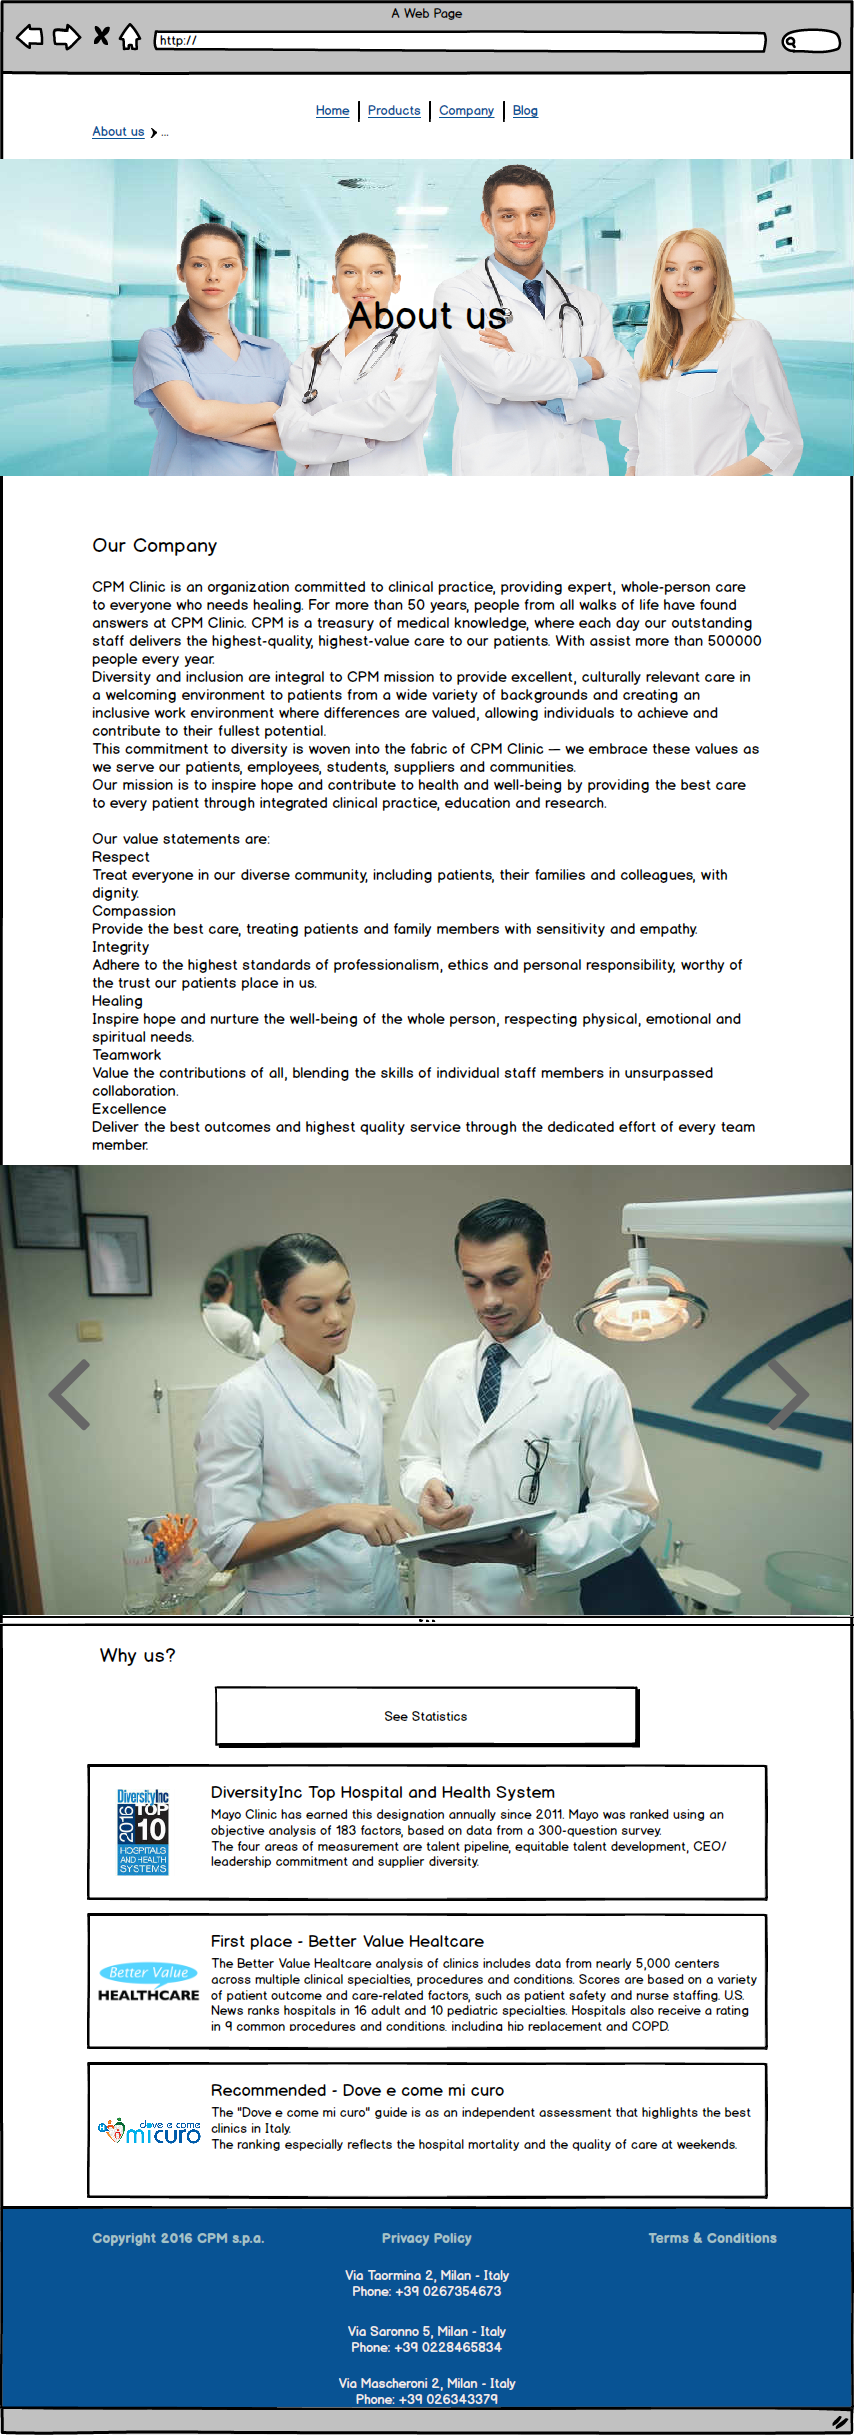 A Web Page
http://
Home Products Company Blog
About us ...
About us
Our Company
CPM Clinic is an organization committed to clinical practice, providing expert, whole-person care
to everyone who needs healing. For more than 50 years, people from all walks of life have found
answers at CPM Clinic. CPM is a treasury of medical knowledge, where each day our outstanding
staff delivers the highest-quality, highest-value care to our patients. With assist more than 500000
people every year.
Diversity and inclusion are integral to CPM mission to provide excellent, culturally relevant care in
a welcoming environment to patients from a wide variety of backgrounds and creating an
inclusive work environment where differences are valued, allowing individuals to achieve and
contribute to their fullest potential.
This commitment to diversity is woven into the fabric of CPM Clinic — we embrace these values as
we serve our patients, employees, students, suppliers and communities.
Our mission is to inspire hope and contribute to health and well-being by providing the best care
to every patient through integrated clinical practice, education and research.
Our value statements are:
Respect
Treat everyone in our diverse community, including patients, their families and colleagues, with
dignity.
Compassion
Provide the best care, treating patients and family members with sensitivity and empathy.
Integrity
Adhere to the highest standards of professionalism, ethics and personal responsibility, worthy of
the trust our patients place in us.
Healing
Inspire hope and nurture the well-being of the whole person, respecting physical, emotional and
spiritual needs.
Teamwork
Value the contributions of all, blending the skills of individual staff members in unsurpassed
collaboration.
Excellence
Deliver the best outcomes and highest quality service through the dedicated effort of every team
member.
Why us?
See Statistics
DiversityInc
2016 TOP
10
HOSPITALS
AND HEALTH
SYSTEMS
DiversityInc Top Hospital and Health System
Mayo Clinic has earned this designation annually since 2011. Mayo was ranked using an
objective analysis of 183 factors, based on data from a 300-question survey.
The four areas of measurement are talent pipeline, equitable talent development, CEO/
leadership commitment and supplier diversity.
Better Value
HEALTHCARE
First place - Better Value Healtcare
The Better Value Healtcare analysis of clinics includes data from nearly 5,000 centers
across multiple clinical specialties, procedures and conditions. Scores are based on a variety
of patient outcome and care-related factors, such as patient safety and nurse staffing. U.S.
News ranks hospitals in 16 adult and 10 pediatric specialties. Hospitals also receive a rating
in 9 common procedures and conditions, including hip replacement and COPD.
dove e come
micuro
Recommended - Dove e come mi curo
The "Dove e come mi curo" guide is as an independent assessment that highlights the best
clinics in Italy.
The ranking especially reflects the hospital mortality and the quality of care at weekends.
Copyright 2016 CPM s.p.a. Privacy Policy Terms & Conditions
Via Taormina 2, Milan - Italy
Phone: +39 0267354673
Via Saronno 5, Milan - Italy
Phone: +39 0228465834
Via Mascheroni 2, Milan - Italy
Phone: +39 026343379